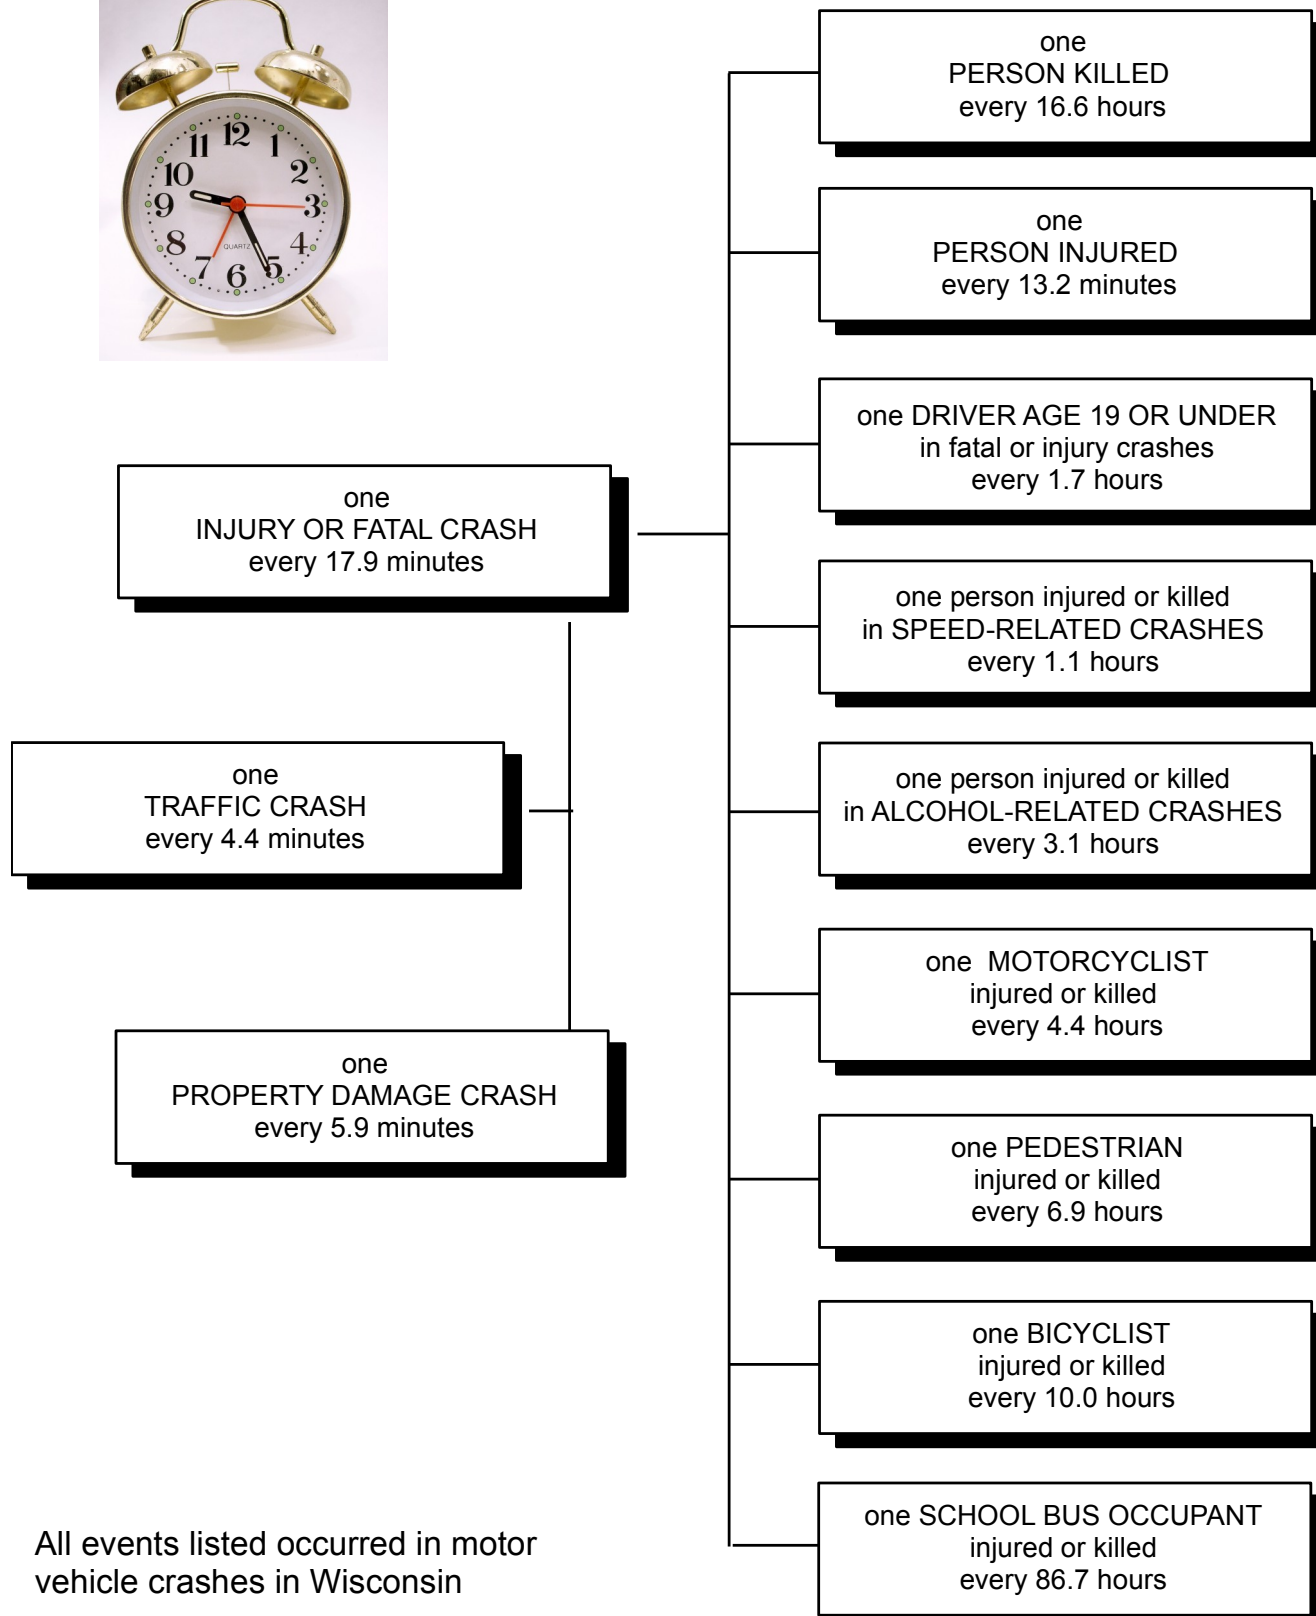 12
11
1
10
2
9
3
8
4
7
5
6
QUARTZ
one
PERSON KILLED
every 16.6 hours
one
PERSON INJURED
every 13.2 minutes
one DRIVER AGE 19 OR UNDER
in fatal or injury crashes
every 1.7 hours
one
INJURY OR FATAL CRASH
every 17.9 minutes
one person injured or killed
in SPEED-RELATED CRASHES
every 1.1 hours
one
TRAFFIC CRASH
every 4.4 minutes
one person injured or killed
in ALCOHOL-RELATED CRASHES
every 3.1 hours
one MOTORCYCLIST
injured or killed
every 4.4 hours
one
PROPERTY DAMAGE CRASH
every 5.9 minutes
one PEDESTRIAN
injured or killed
every 6.9 hours
one BICYCLIST
injured or killed
every 10.0 hours
one SCHOOL BUS OCCUPANT
injured or killed
every 86.7 hours
All events listed occurred in motor
vehicle crashes in Wisconsin